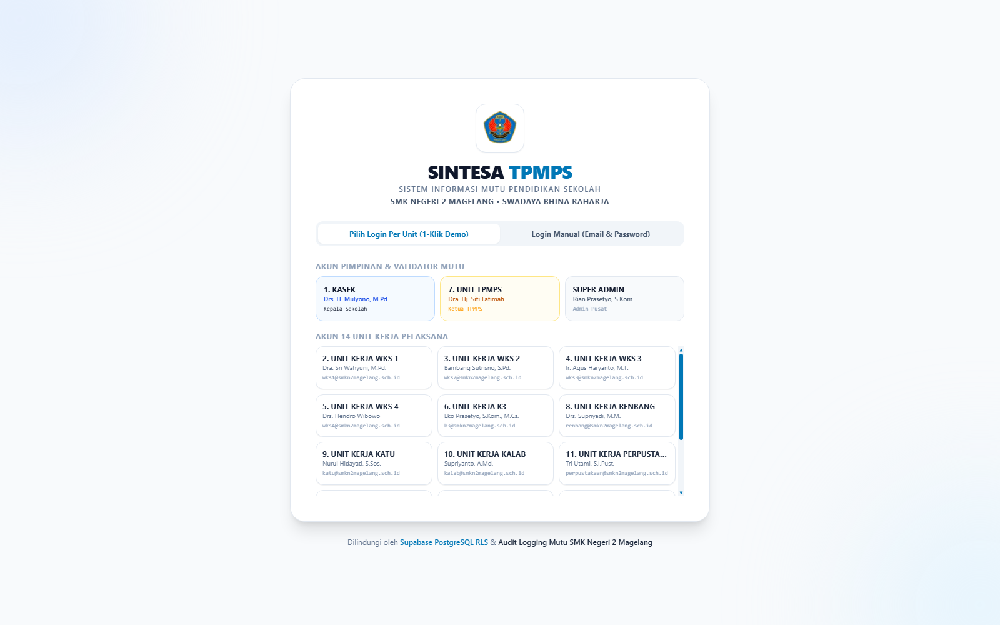 SINTESA TPMPS
SISTEM INFORMASI MUTU PENDIDIKAN SEKOLAH
SMK NEGERI 2 MAGELANG • SWADAYA BHINA RAHARJA
Pilih Login Per Unit (1-Klik Demo)
Login Manual (Email & Password)
AKUN PIMPINAN & VALIDATOR MUTU
1. KASEK
Drs. H. Mulyono, M.Pd.
Kepala Sekolah
7. UNIT TPMPS
Dra. Hj. Siti Fatimah
Ketua TPMPS
SUPER ADMIN
Rian Prasetyo, S.Kom.
Admin Pusat
AKUN 14 UNIT KERJA PELAKSANA
2. UNIT KERJA WKS 1
Dra. Sri Wahyuni, M.Pd.
wks1@smkn2magelang.sch.id
3. UNIT KERJA WKS 2
Bambang Sutrisno, S.Pd.
wks2@smkn2magelang.sch.id
4. UNIT KERJA WKS 3
Ir. Agus Haryanto, M.T.
wks3@smkn2magelang.sch.id
5. UNIT KERJA WKS 4
Drs. Hendro Wibowo
wks4@smkn2magelang.sch.id
6. UNIT KERJA K3
Eko Prasetyo, S.Kom., M.Cs.
k3@smkn2magelang.sch.id
8. UNIT KERJA RENBANG
Drs. Supriyadi, M.M.
renbang@smkn2magelang.sch.id
9. UNIT KERJA KATU
Nurul Hidayati, S.Sos.
katu@smkn2magelang.sch.id
10. UNIT KERJA KALAB
Supriyanto, A.Md.
kalab@smkn2magelang.sch.id
11. UNIT KERJA PERPUSTA...
Tri Utami, S.I.Pust.
perpustakaan@smkn2magelang.sch.id
Dilindungi oleh Supabase PostgreSQL RLS & Audit Logging Mutu SMK Negeri 2 Magelang